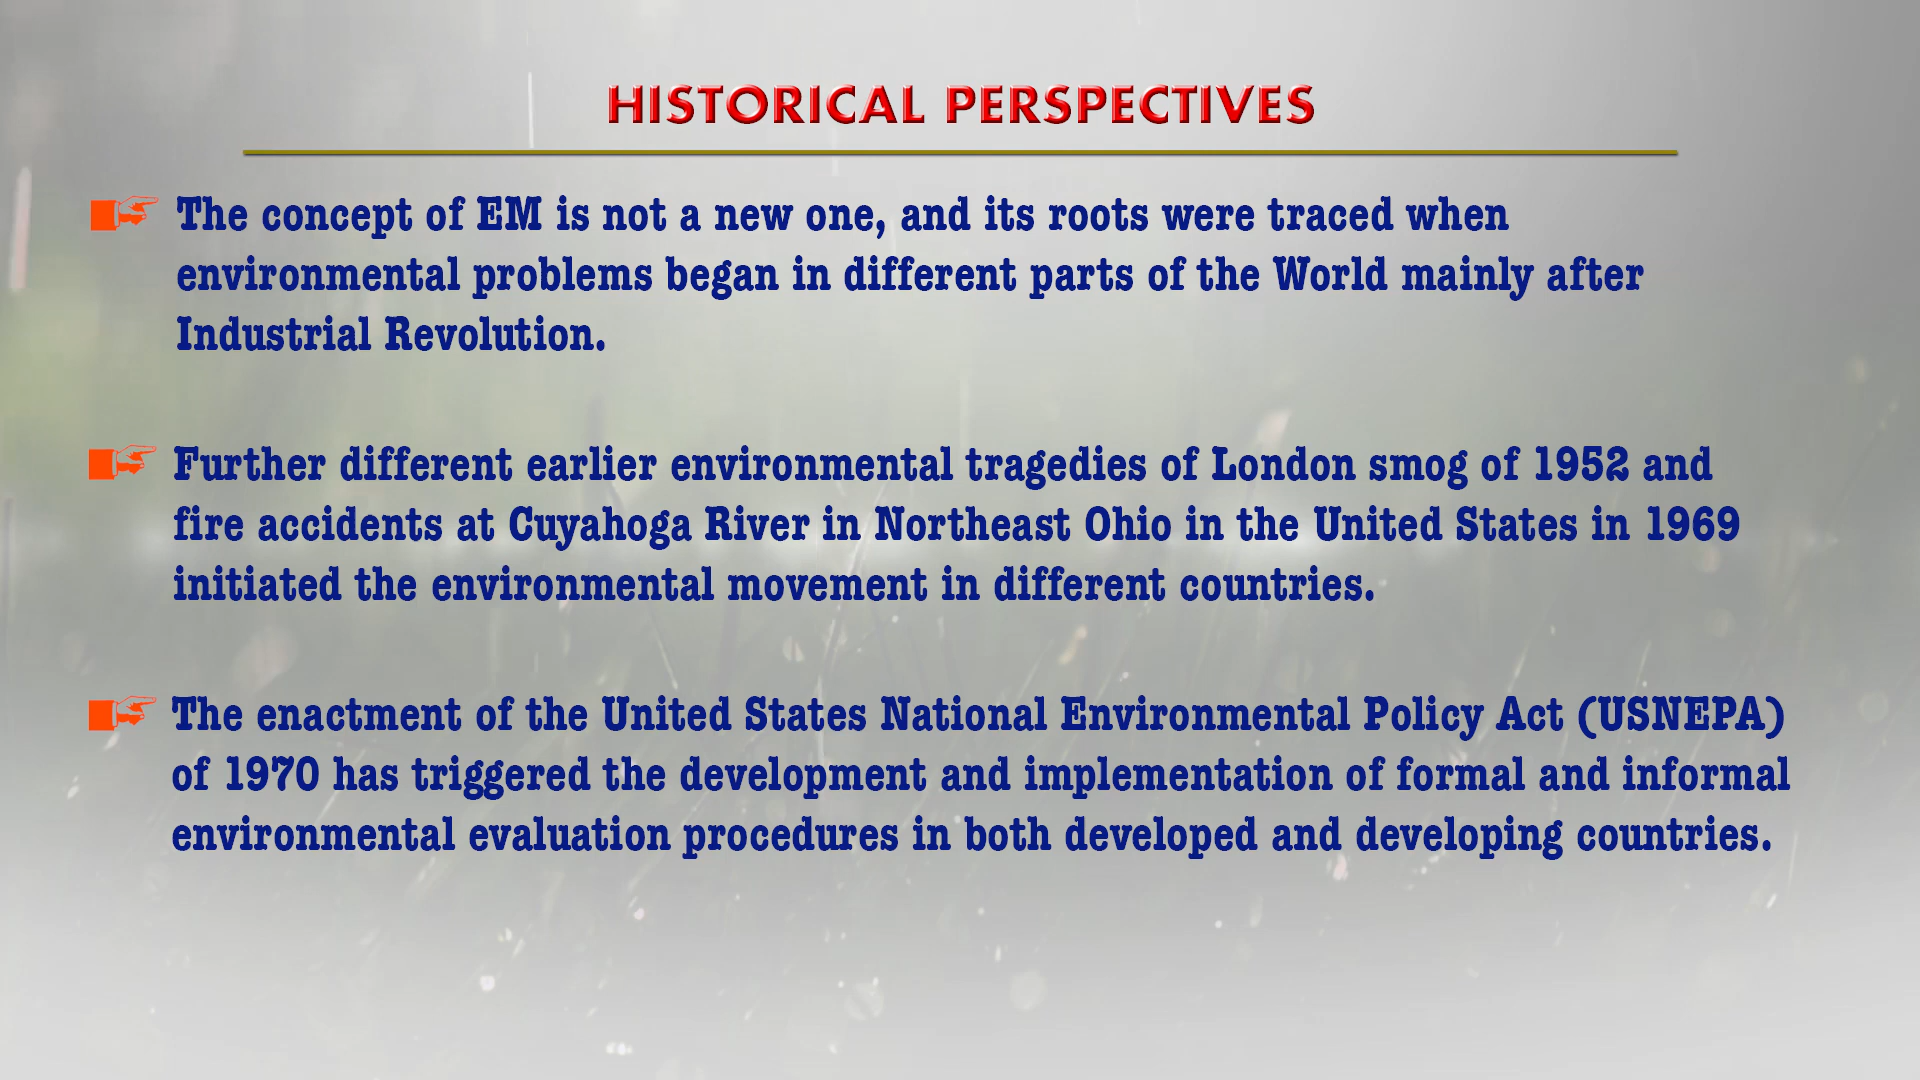 HISTORICAL PERSPECTIVES
The concept of EM is not a new one, and its roots were traced when
environmental problems began in different parts of the World mainly after
Industrial Revolution.
Further different earlier environmental tragedies of London smog of 1952 and
fire accidents at Cuyahoga River in Northeast Ohio in the United States in 1969
initiated the environmental movement in different countries.
The enactment of the United States National Environmental Policy Act (USNEPA)
of 1970 has triggered the development and implementation of formal and informal
environmental evaluation procedures in both developed and developing countries.